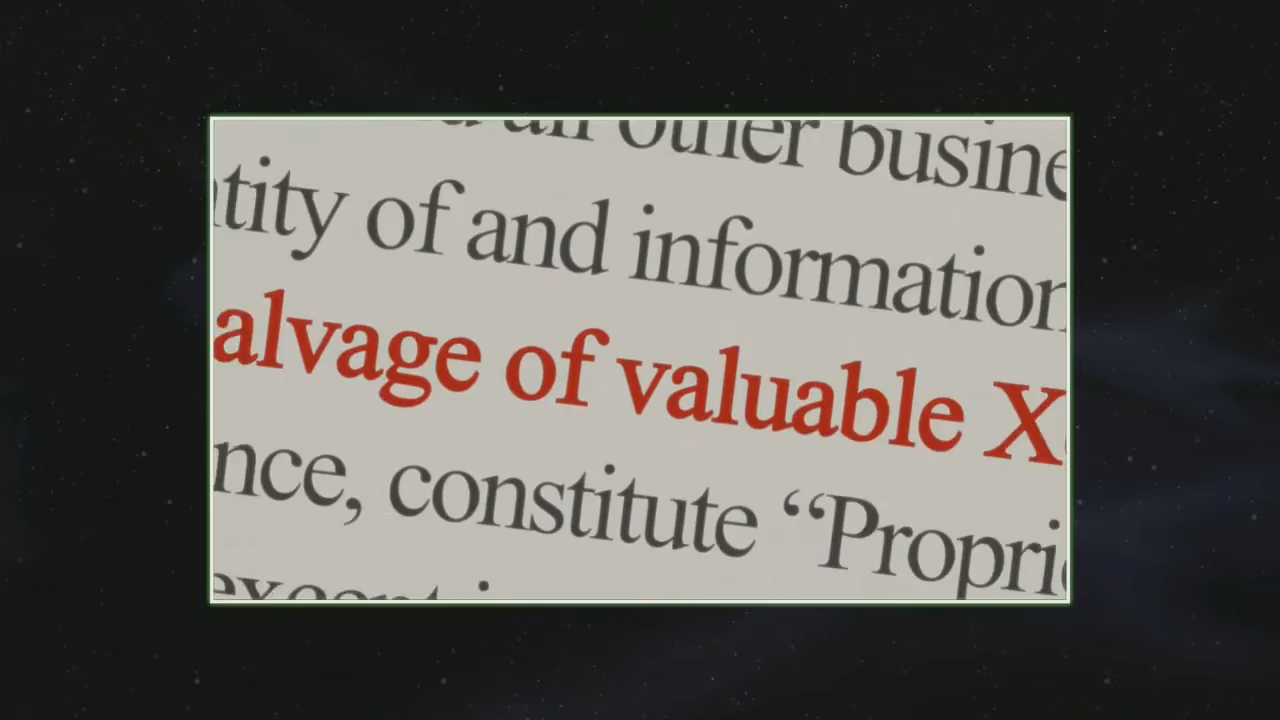 all other busine
tity of and information
alvage of valuable X
nce, constitute “Propri